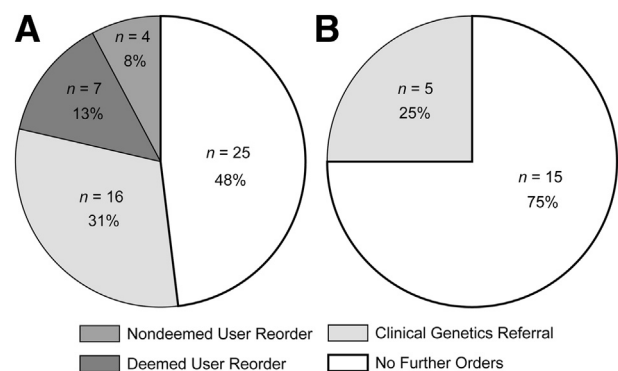 A
B
n = 4
8%
n = 7
13%
n = 25
48%
n = 16
31%
n = 5
25%
n = 15
75%
Nondeemed User Reorder
Clinical Genetics Referral
Deemed User Reorder
No Further Orders